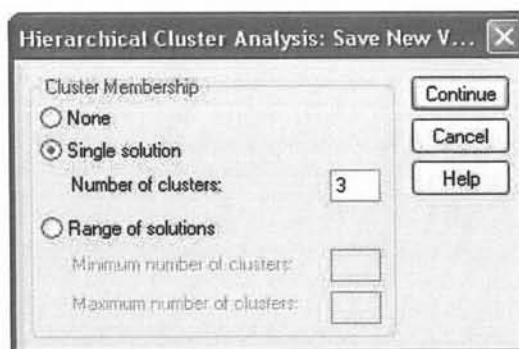 Hierarchical Cluster Analysis: Save New V...
Cluster Membership
None
Single solution
Number of clusters: 3
Range of solutions
Minimum number of clusters:
Maximum number of clusters:
Continue
Cancel
Help